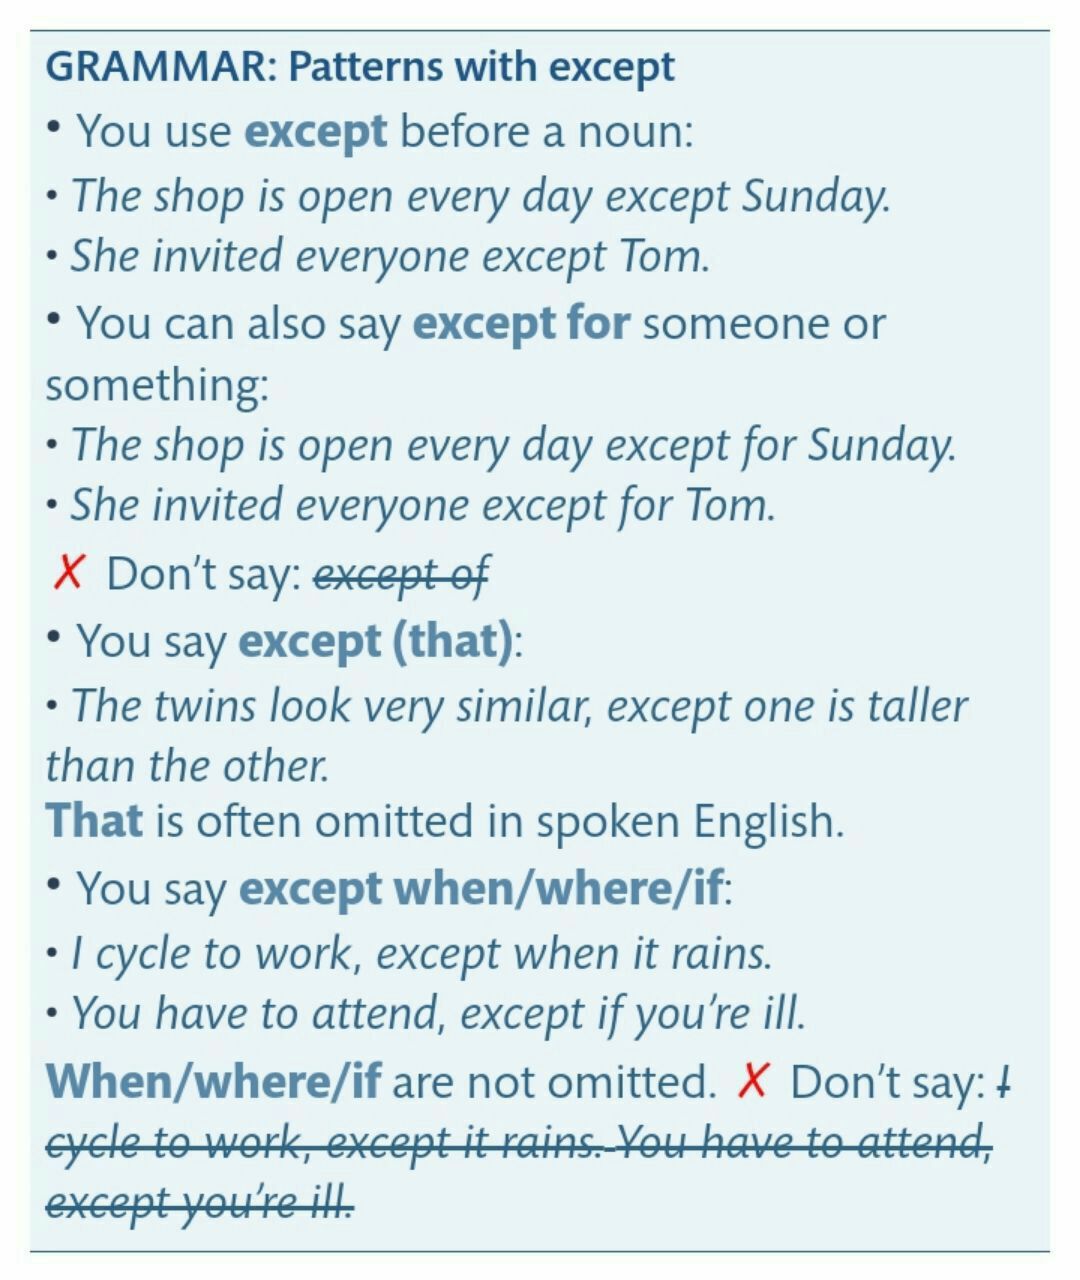 GRAMMAR: Patterns with except
• You use except before a noun:
• The shop is open every day except Sunday.
• She invited everyone except Tom.
• You can also say except for someone or
something:
• The shop is open every day except for Sunday.
• She invited everyone except for Tom.
✗ Don’t say: except of
• You say except (that):
• The twins look very similar, except one is taller
than the other.
That is often omitted in spoken English.
• You say except when/where/if:
• I cycle to work, except when it rains.
• You have to attend, except if you’re ill.
When/where/if are not omitted. ✗ Don’t say: I
cycle to work, except it rains. You have to attend,
except you’re ill.